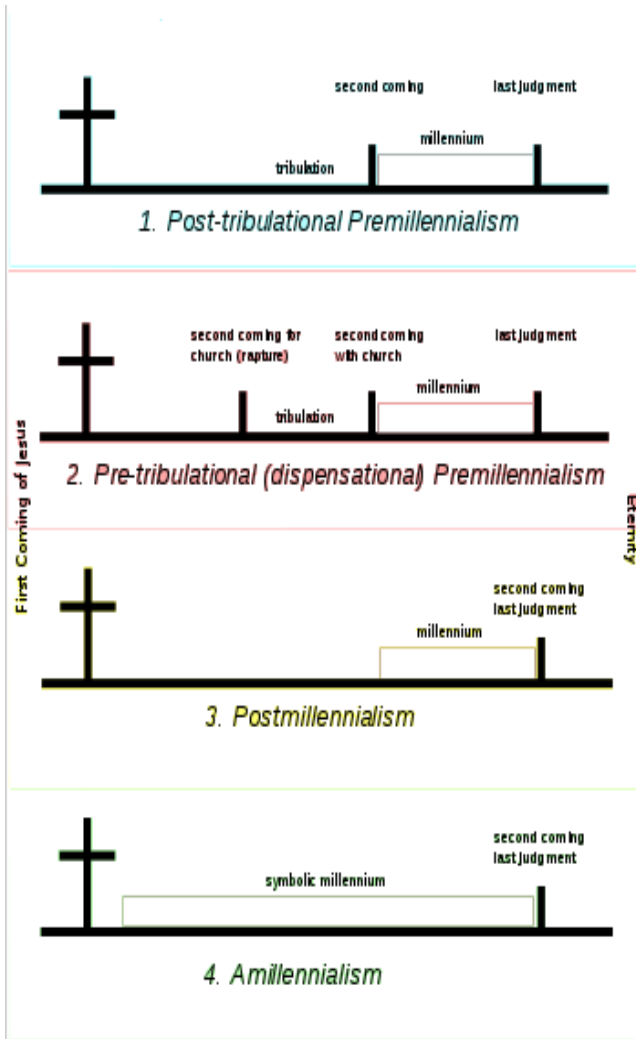 second coming last judgment
millennium
tribulation
1. Post-tribulational Premillennialism
second coming for second coming last judgment
church (rapture) with church
millennium
tribulation
2. Pre-tribulational (dispensational) Premillennialism
First Coming of Jesus
Eternity
second coming
last judgment
millennium
3. Postmillennialism
second coming
last judgment
symbolic millennium
4. Amillennialism